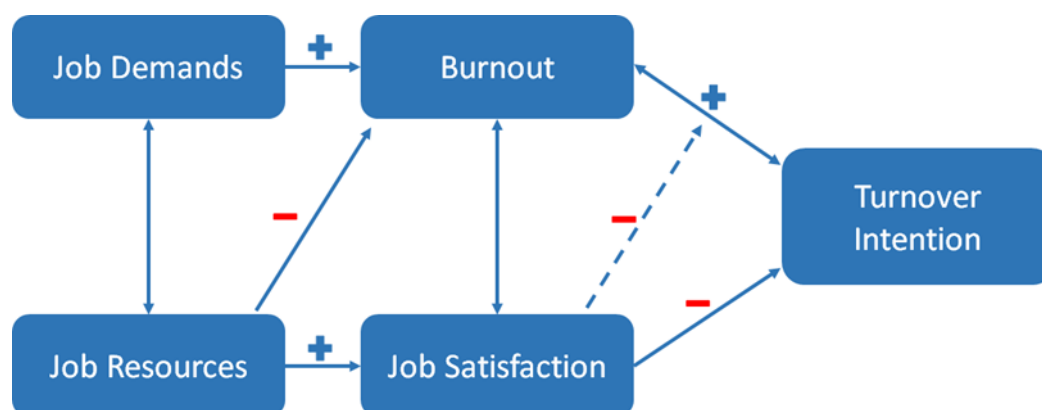 Job Demands
+
Burnout
+
Turnover
Intention
−
−
−
Job Resources
+
Job Satisfaction